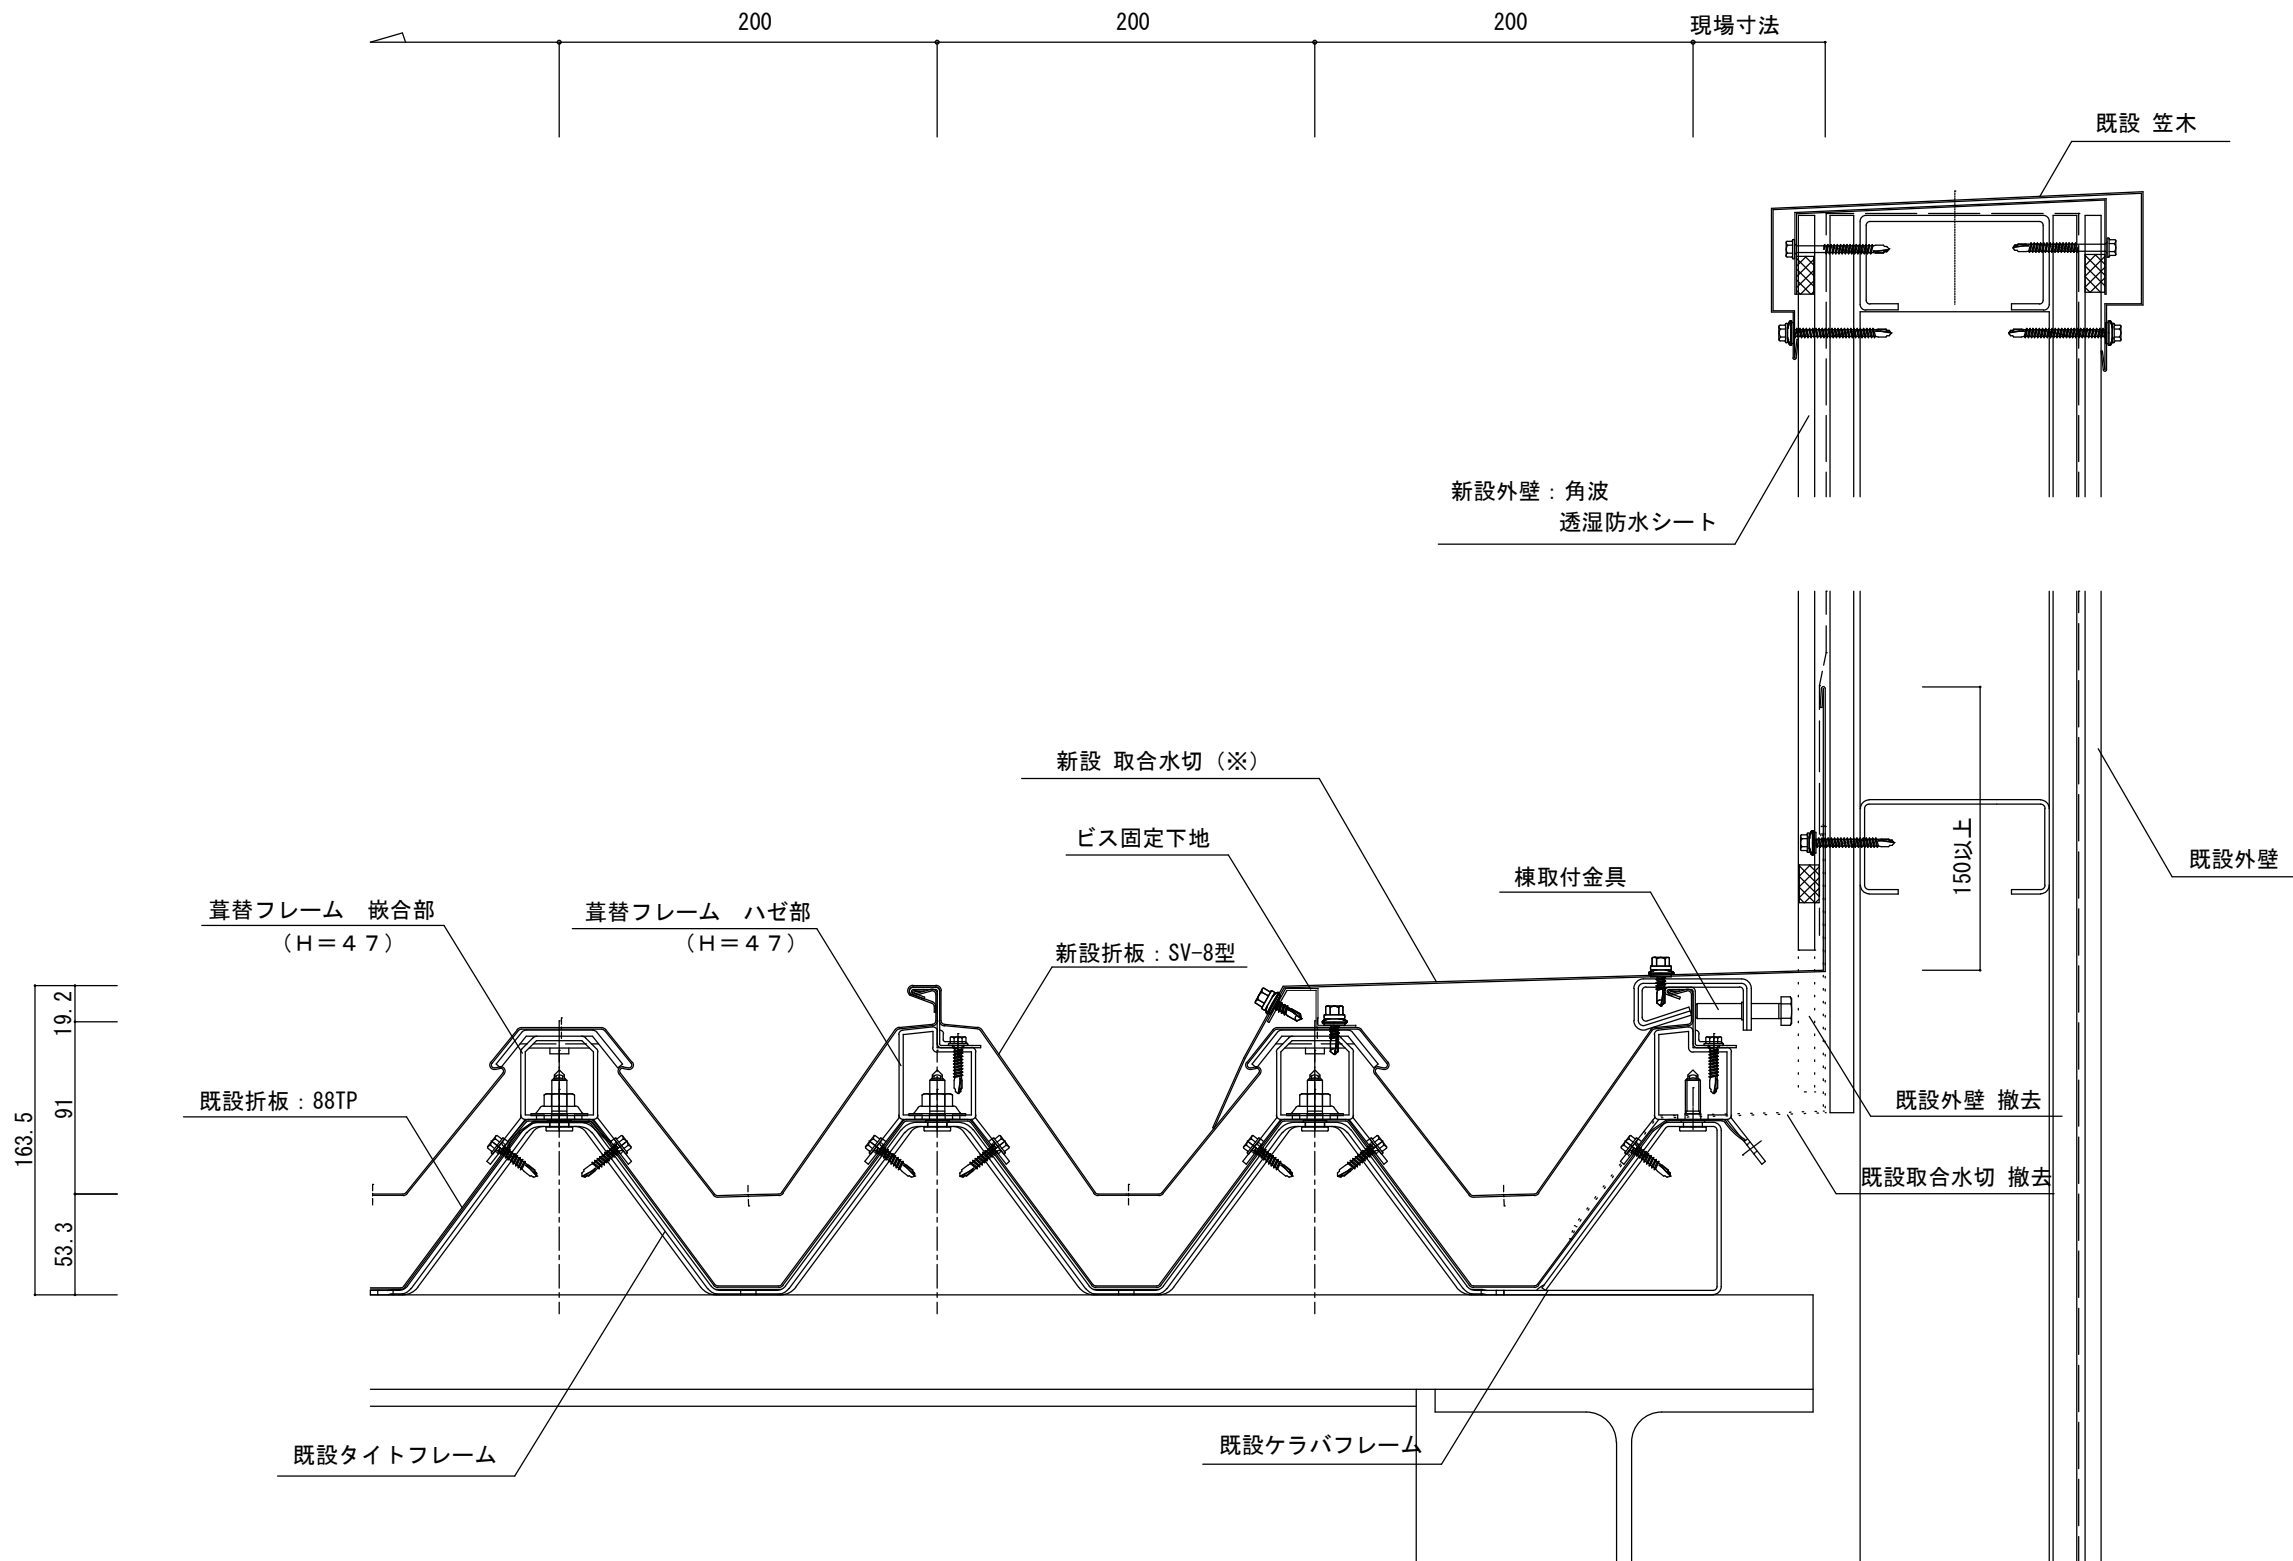 200
200
200
現場寸法
既設 笠木
新設外壁：角波
透湿防水シート
新設 取合水切（※）
ビス固定下地
棟取付金具
150以上
既設外壁
葺替フレーム　嵌合部
（Ｈ＝４７）
葺替フレーム　ハゼ部
（Ｈ＝４７）
新設折板：SV-8型
19.2
91
53.3
163.5
既設折板：88TP
既設外壁 撤去
既設取合水切 撤去
既設タイトフレーム
既設ケラバフレーム